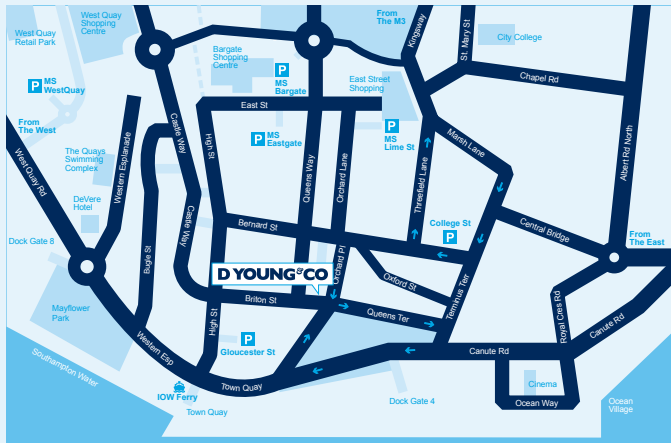 West Quay
Shopping
Centre
From
The M3
West Quay
Retail Park
Kingsway
St. Mary St
City College
Bargate
Shopping
Centre
Chapel Rd
East Street
Shopping
P MS
WestQuay
P
MS
Bargate
East St
From
The West
Castle Way
High St
P
MS
Eastgate
P
MS
Lime St
Marsh Lane
Albert Rd North
The Quays
Swimming
Complex
Western Esplanade
West Quay Rd
Queens Way
Orchard Lane
Threefield Lane
DeVere
Hotel
Castle Way
Bernard St
College St
P
Central Bridge
From
The East
Dock Gate 8
Bugle St
Orchard Pl
Oxford St
D YOUNG & CO
Terminus Terr
Briton St
Queens Ter
Royal Cres Rd
Canute Rd
Mayflower
Park
High St
P
Gloucester St
Western Esp
Canute Rd
Southampton Water
Town Quay
IOW Ferry
Town Quay
Dock Gate 4
Cinema
Ocean Way
Ocean
Village